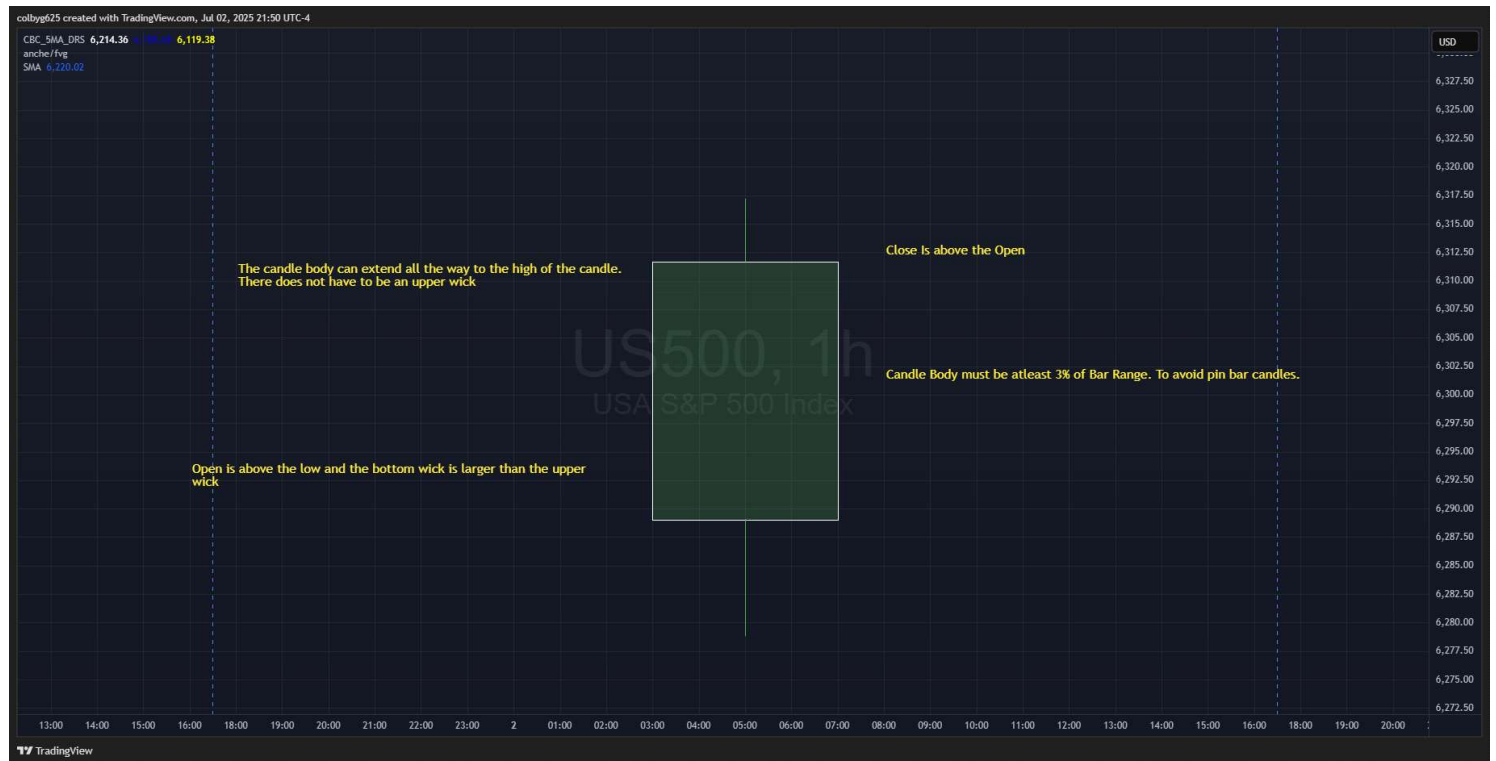 colbyg625 created with TradingView.com, Jul 02, 2025 21:50 UTC-4
CBC_5MA_DRS 6,214.36 6,119.38
anche/fvg
SMA 6,220.02
USD
6,327.50
6,325.00
6,322.50
6,320.00
6,317.50
6,315.00
6,312.50
6,310.00
6,307.50
6,305.00
6,302.50
6,300.00
6,297.50
6,295.00
6,292.50
6,290.00
6,287.50
6,285.00
6,282.50
6,280.00
6,277.50
6,275.00
6,272.50
Close Is above the Open
The candle body can extend all the way to the high of the candle.
There does not have to be an upper wick
US500, 1h
USA S&P 500 Index
Candle Body must be atleast 3% of Bar Range. To avoid pin bar candles.
Open is above the low and the bottom wick is larger than the upper
wick
13:00 14:00 15:00 16:00 18:00 19:00 20:00 21:00 22:00 23:00 2 01:00 02:00 03:00 04:00 05:00 06:00 07:00 08:00 09:00 10:00 11:00 12:00 13:00 14:00 15:00 16:00 18:00 19:00 20:00
TradingView